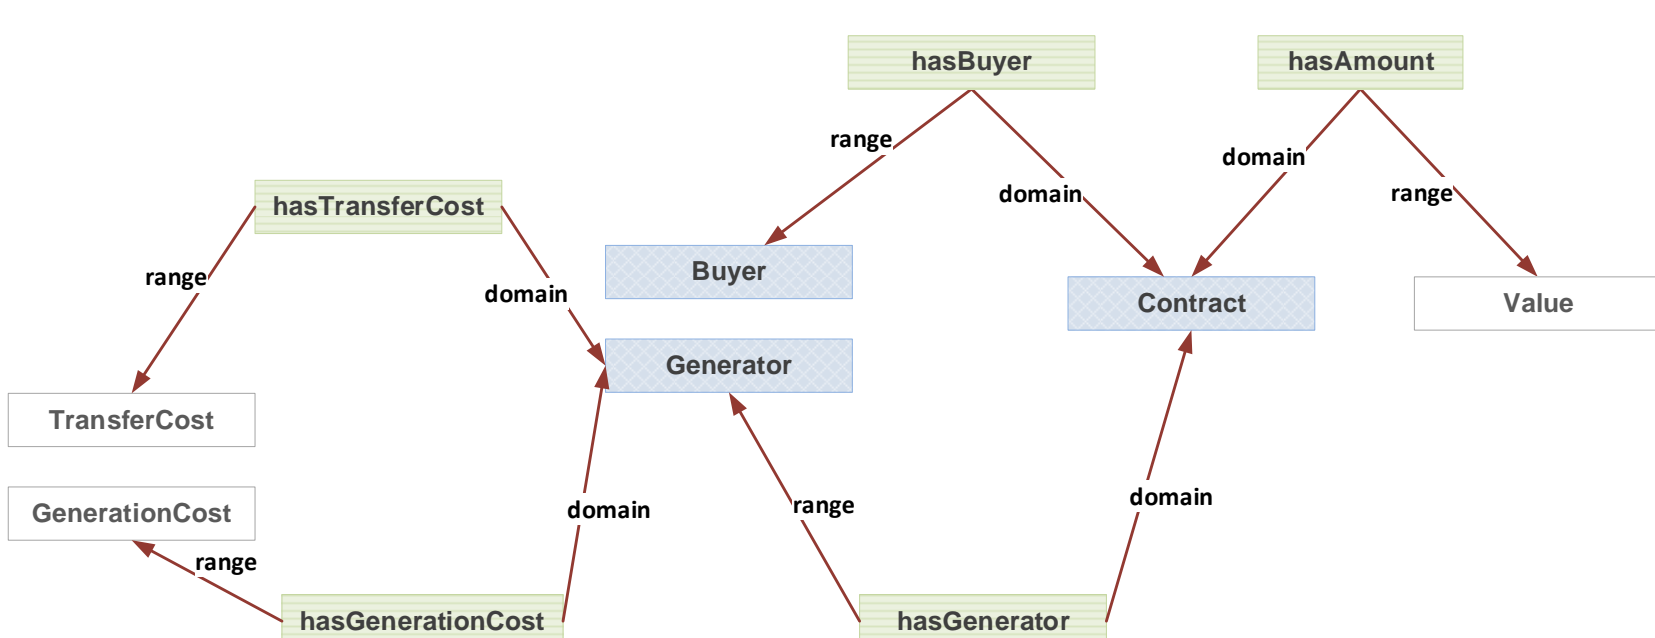 hasBuyer
hasAmount
range
domain
domain
range
hasTransferCost
range
domain
Buyer
Contract
Value
Generator
TransferCost
GenerationCost
domain
range
domain
range
hasGenerationCost
hasGenerator